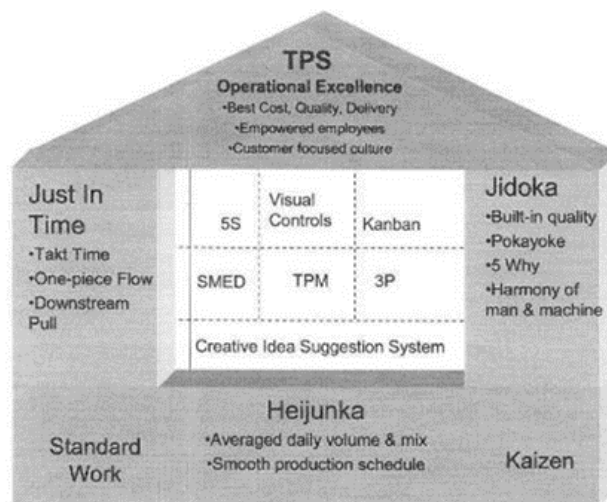 TPS
Operational Excellence
•Best Cost, Quality, Delivery
•Empowered employees
•Customer focused culture
Just In
Time
•Takt Time
•One-piece Flow
•Downstream
Pull
5S
Visual
Controls
Kanban
SMED
TPM
3P
Creative Idea Suggestion System
Jidoka
•Built-in quality
•Pokayoke
•5 Why
•Harmony of
man & machine
Heijunka
•Averaged daily volume & mix
•Smooth production schedule
Standard
Work
Kaizen